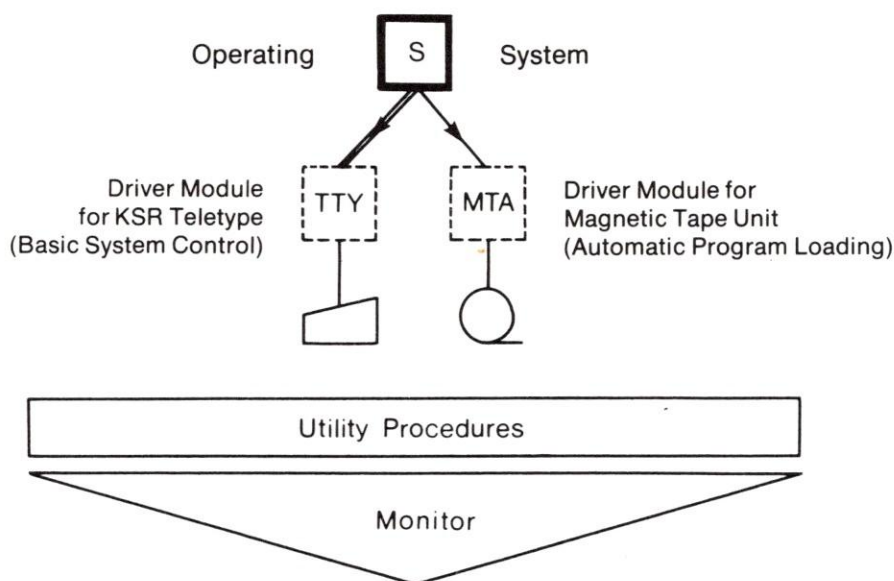 Operating S System
Driver Module
for KSR Teletype
(Basic System Control)
TTY
MTA
Driver Module for
Magnetic Tape Unit
(Automatic Program Loading)
Utility Procedures
Monitor